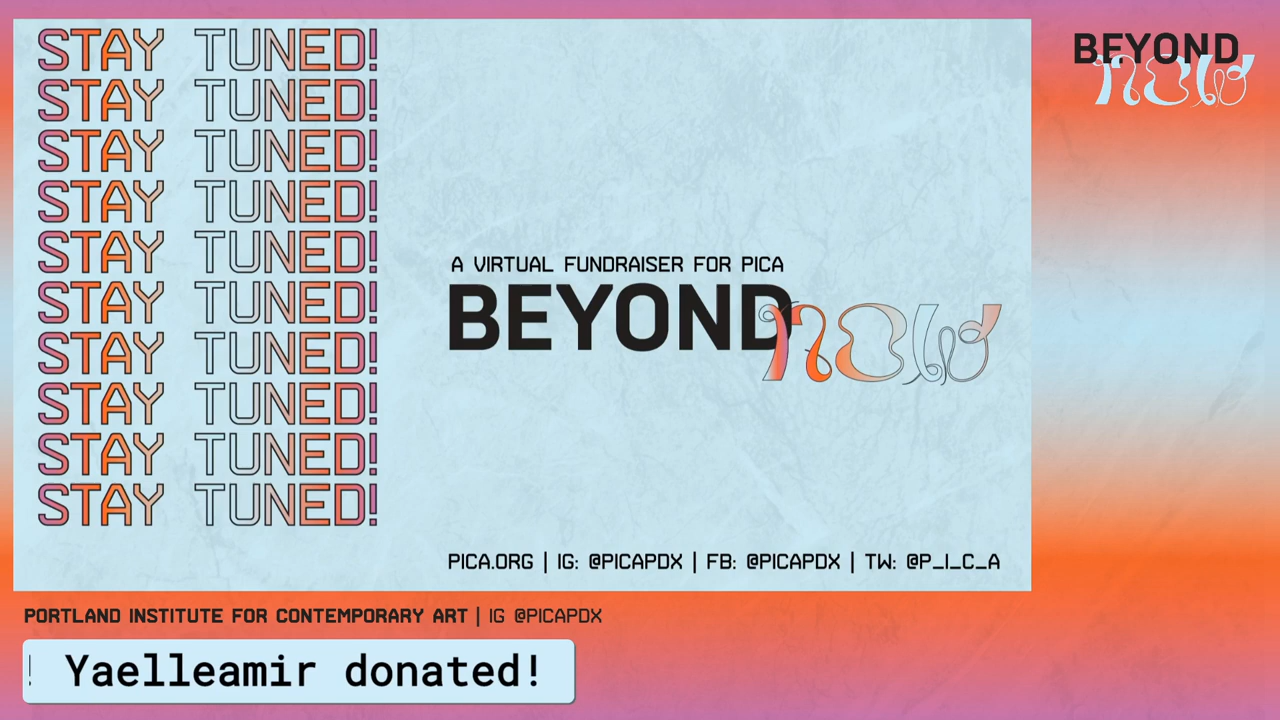 STAY TUNED!
STAY TUNED!
STAY TUNED!
STAY TUNED!
STAY TUNED!
STAY TUNED!
STAY TUNED!
STAY TUNED!
STAY TUNED!
STAY TUNED!
A VIRTUAL FUNDRAISER FOR PICA
BEYOND now
PICA.ORG | IG: @PICAPDX | FB: @PICAPDX | TW: @P_I_C_A
BEYOND
now
PORTLAND INSTITUTE FOR CONTEMPORARY ART | IG @PICAPDX
! Yaelleamir donated!